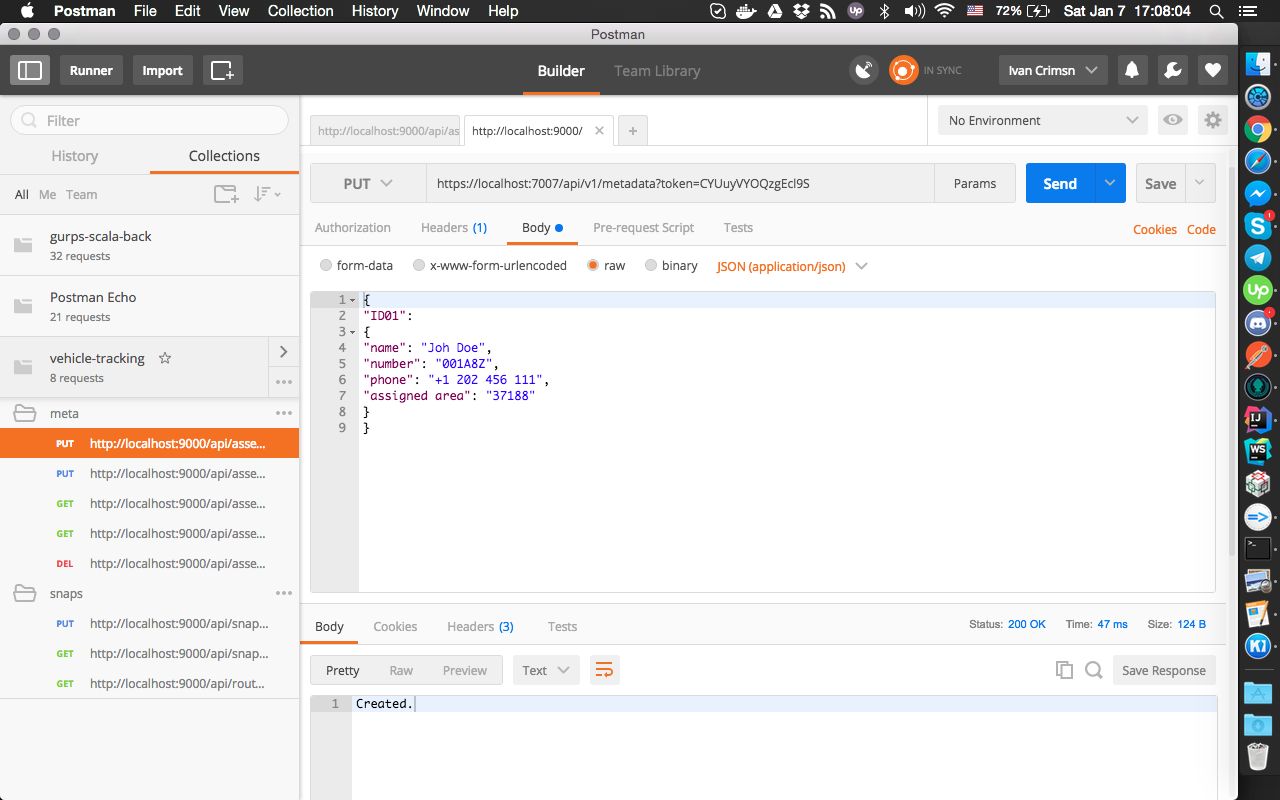 Postman File Edit View Collection History Window Help 72% Sat Jan 7 17:08:04
Postman
Runner Import Builder Team Library IN SYNC Ivan Crimsn
Filter
History Collections
All Me Team
gurps-scala-back
32 requests
Postman Echo
21 requests
vehicle-tracking
8 requests
meta
PUT http://localhost:9000/api/asse...
PUT http://localhost:9000/api/asse...
GET http://localhost:9000/api/asse...
GET http://localhost:9000/api/asse...
DEL http://localhost:9000/api/asse...
snaps
PUT http://localhost:9000/api/snap...
GET http://localhost:9000/api/snap...
GET http://localhost:9000/api/rout...
http://localhost:9000/api/as http://localhost:9000/ No Environment
PUT https://localhost:7007/api/v1/metadata?token=CYUuyVYOQzgEcl9S Params Send Save
Authorization Headers (1) Body Pre-request Script Tests Cookies Code
form-data x-www-form-urlencoded raw binary JSON (application/json)
1 {
2 "ID01":
3 {
4 "name": "Joh Doe",
5 "number": "001A8Z",
6 "phone": "+1 202 456 111",
7 "assigned area": "37188"
8 }
9 }
Body Cookies Headers (3) Tests Status: 200 OK Time: 47 ms Size: 124 B
Pretty Raw Preview Text Save Response
1 Created.